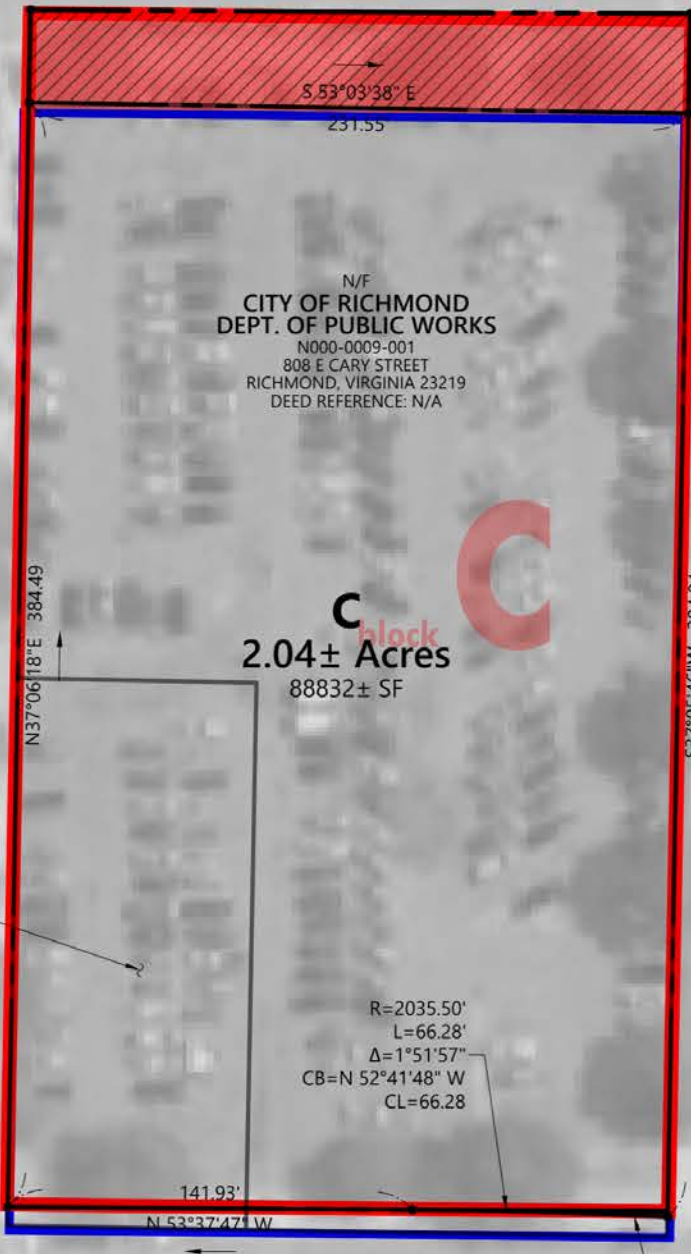 S 53°03'38" E
231.55'
N/F
CITY OF RICHMOND
DEPT. OF PUBLIC WORKS
N000-0009-001
808 E CARY STREET
RICHMOND, VIRGINIA 23219
DEED REFERENCE: N/A
C
N37°06'18"E 384.49
C
block
2.04± Acres
88832± SF
R=2035.50'
L=66.28'
Δ=1°51'57"
CB=N 52°41'48" W
CL=66.28
141.93'
N 53°37'47" W